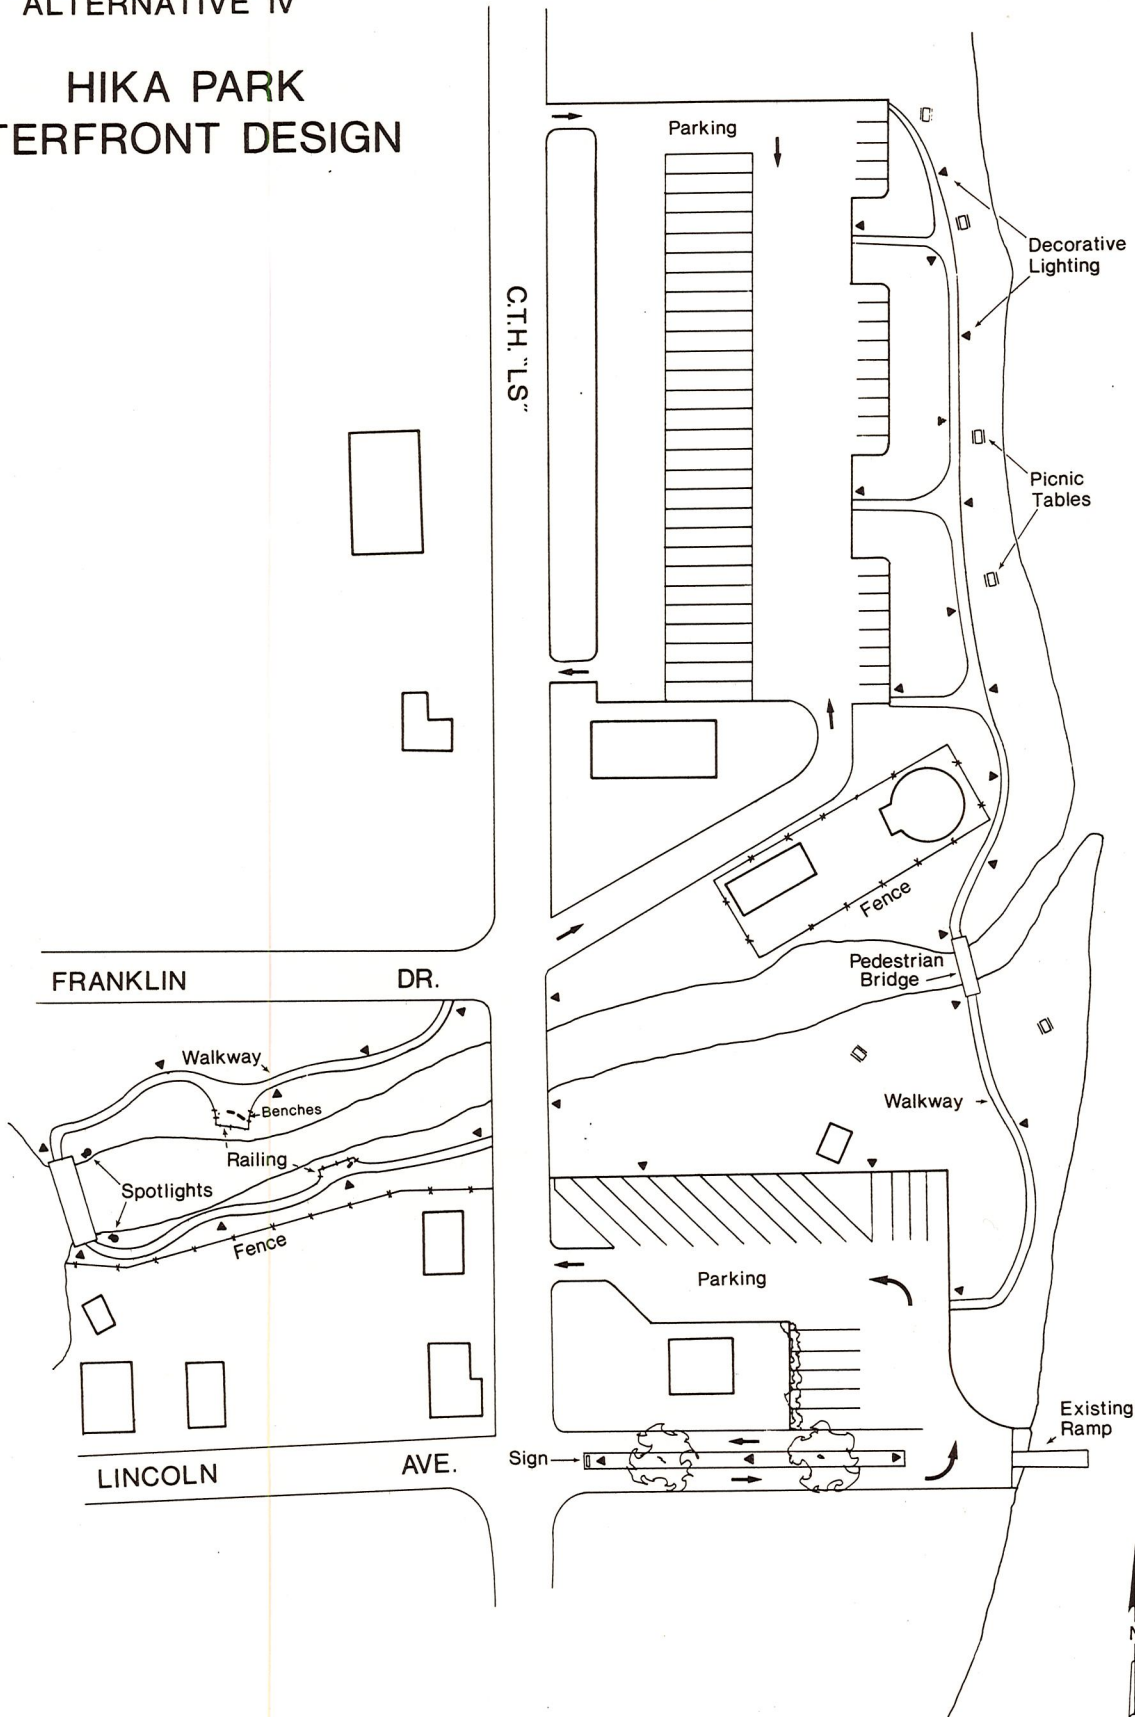 ALTERNATIVE IV
HIKA PARK
TERFRONT DESIGN
Parking
Decorative
Lighting
C.T.H. "LS"
Picnic
Tables
Fence
Pedestrian
Bridge
FRANKLIN DR.
Walkway
Benches
Railing
Spotlights
Fence
Walkway
Parking
Existing
Ramp
Sign
LINCOLN AVE.
N